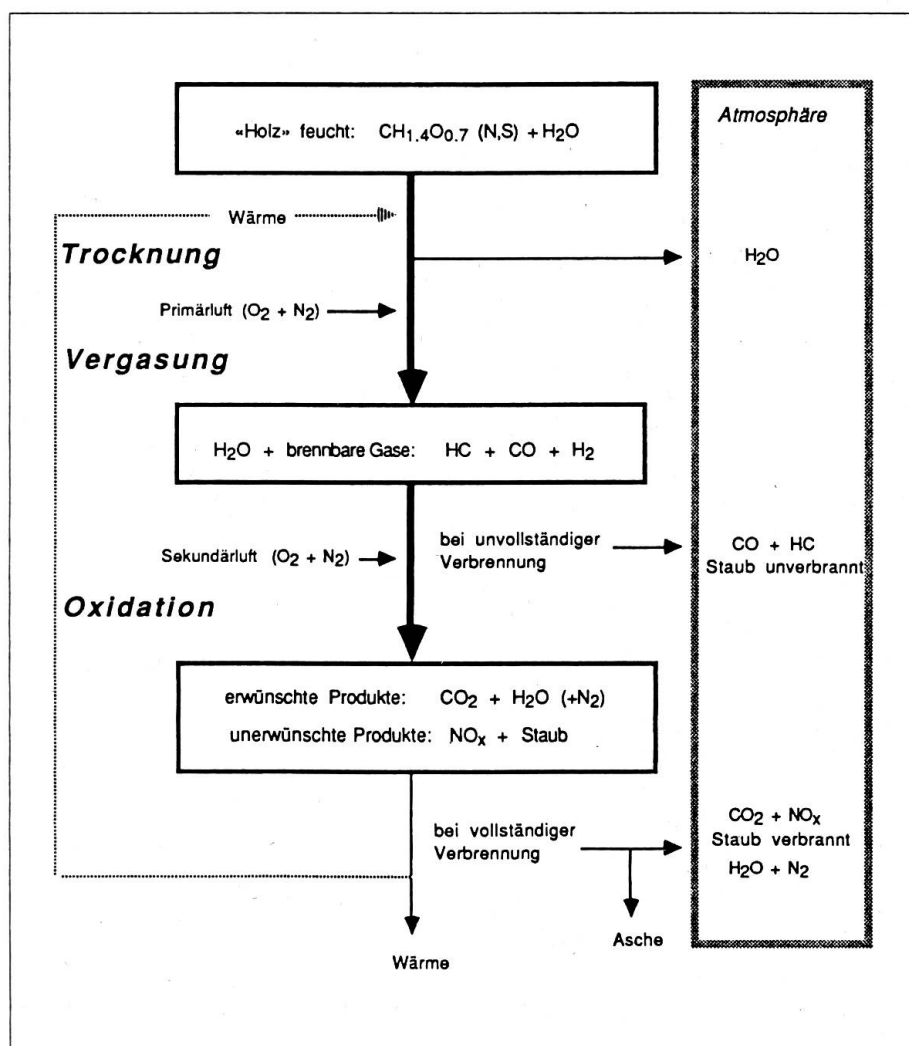 Atmosphäre
«Holz» feucht: CH1.4O0.7 (N,S) + H2O
Wärme
Trocknung
H2O
Primärluft (O2 + N2)
Vergasung
H2O + brennbare Gase: HC + CO + H2
Sekundärluft (O2 + N2)
bei unvollständiger
Verbrennung
CO + HC
Staub unverbrannt
Oxidation
erwünschte Produkte: CO2 + H2O (+N2)
unerwünschte Produkte: NOx + Staub
bei vollständiger
Verbrennung
CO2 + NOx
Staub verbrannt
H2O + N2
Asche
Wärme